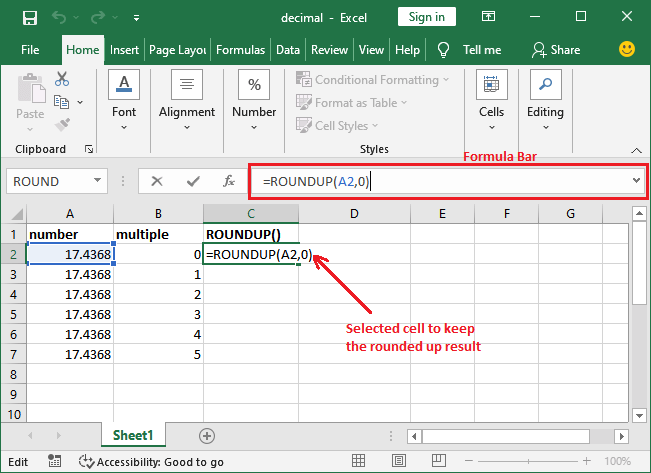 decimal - Excel
Sign in
File Home Insert Page Layou Formulas Data Review View Help Tell me Share
Paste
Clipboard
Font
Alignment
%
Number
Conditional Formatting
Format as Table
Cell Styles
Styles
Cells
Editing
Formula Bar
ROUND
fx
=ROUNDUP(A2,0)
A B C D E F G
1 number multiple ROUNDUP()
2 17.4368 0 =ROUNDUP(A2,0)
3 17.4368 1
4 17.4368 2
5 17.4368 3
6 17.4368 4
7 17.4368 5
8
9
10
Selected cell to keep
the rounded up result
Sheet1
Edit
Accessibility: Good to go
100%